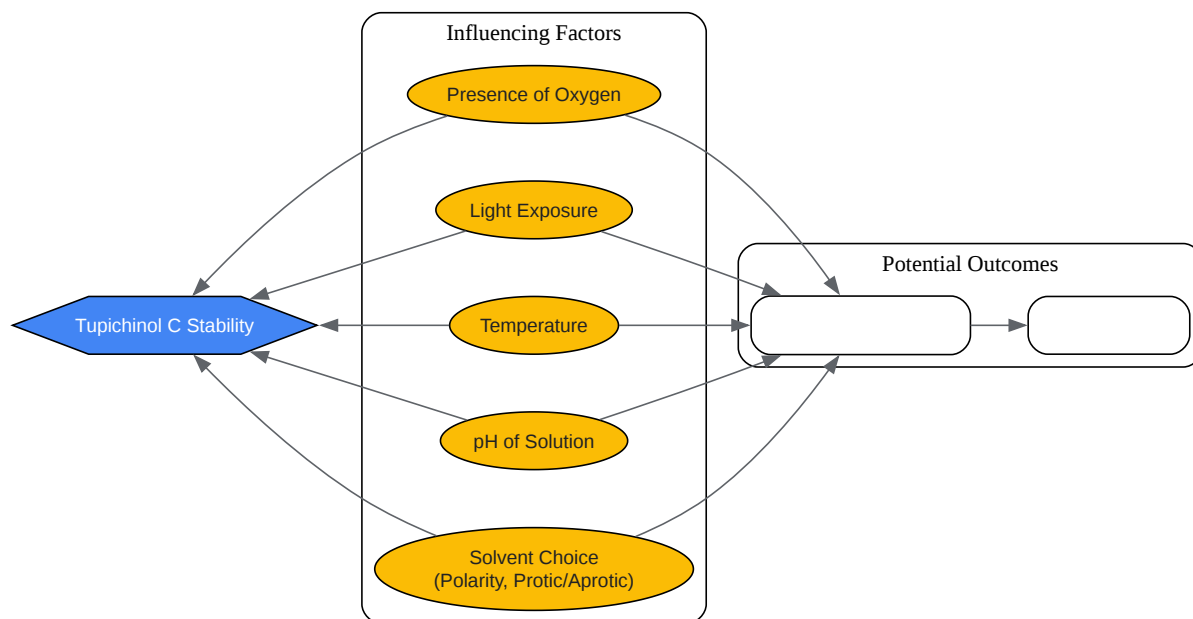 Influencing Factors
Presence of Oxygen
Light Exposure
Potential Outcomes
Tupichinol C Stability
Temperature
pH of Solution
Solvent Choice
(Polarity, Protic/Aprotic)